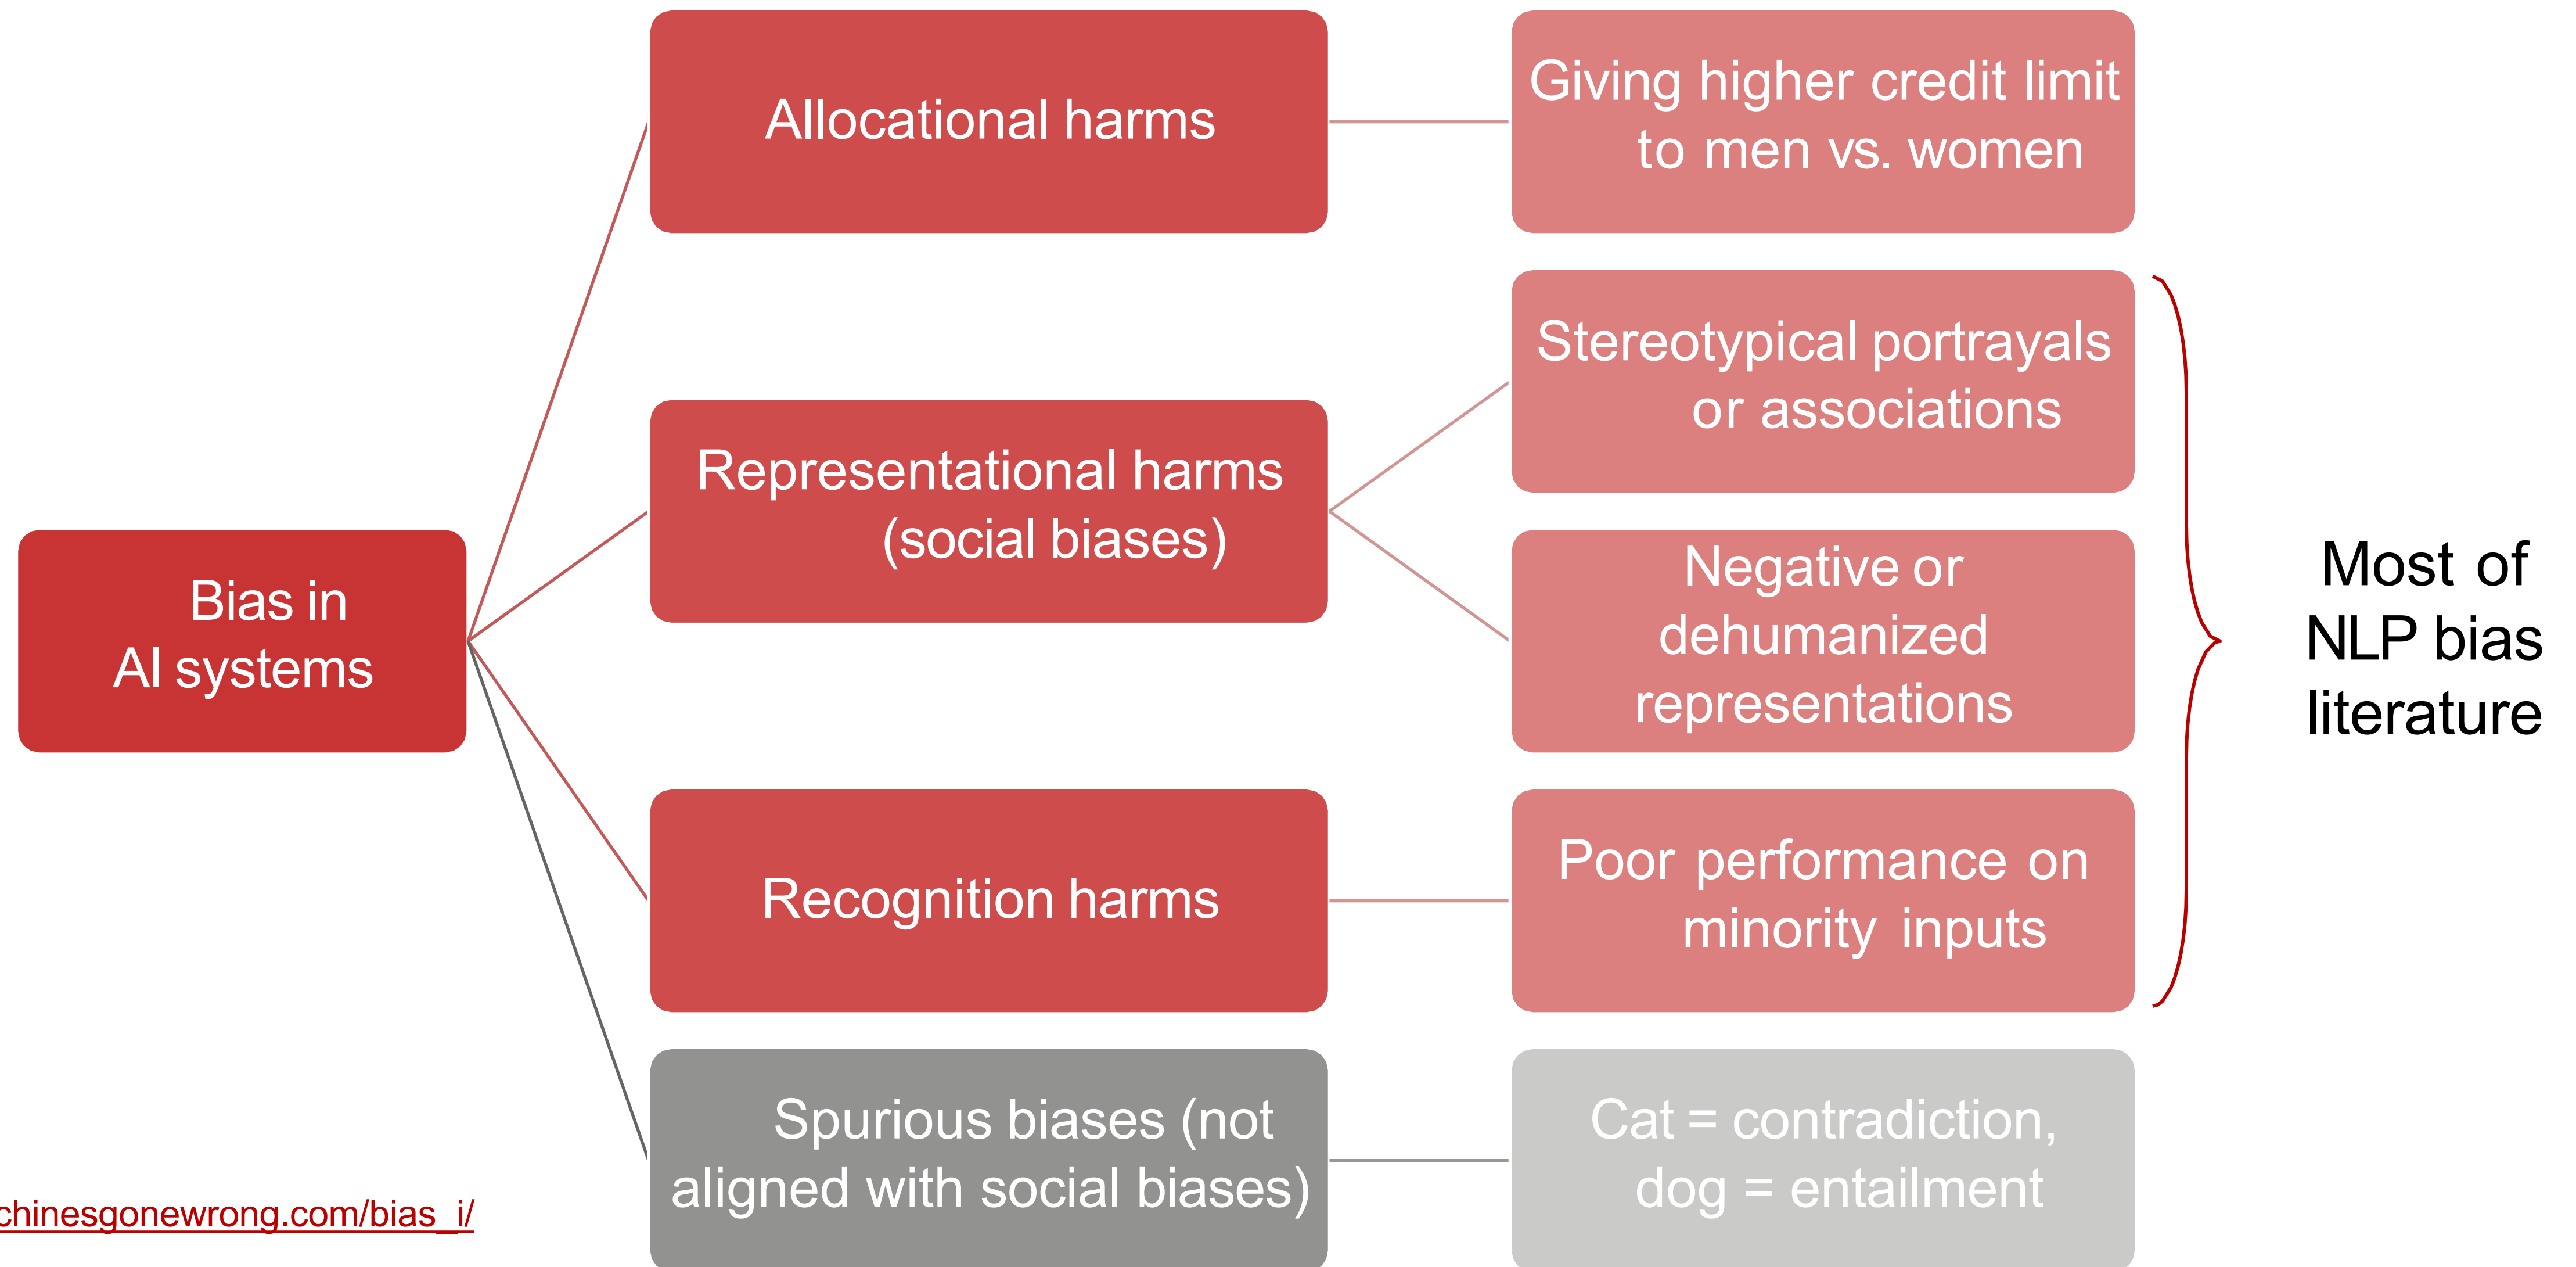 Bias in
AI systems
Allocational harms
Giving higher credit limit
to men vs. women
Representational harms
(social biases)
Stereotypical portrayals
or associations
Negative or
dehumanized
representations
Recognition harms
Poor performance on
minority inputs
Spurious biases (not
aligned with social biases)
Cat = contradiction,
dog = entailment
Most of
NLP bias
literature
chinesgonewrong.com/bias_i/